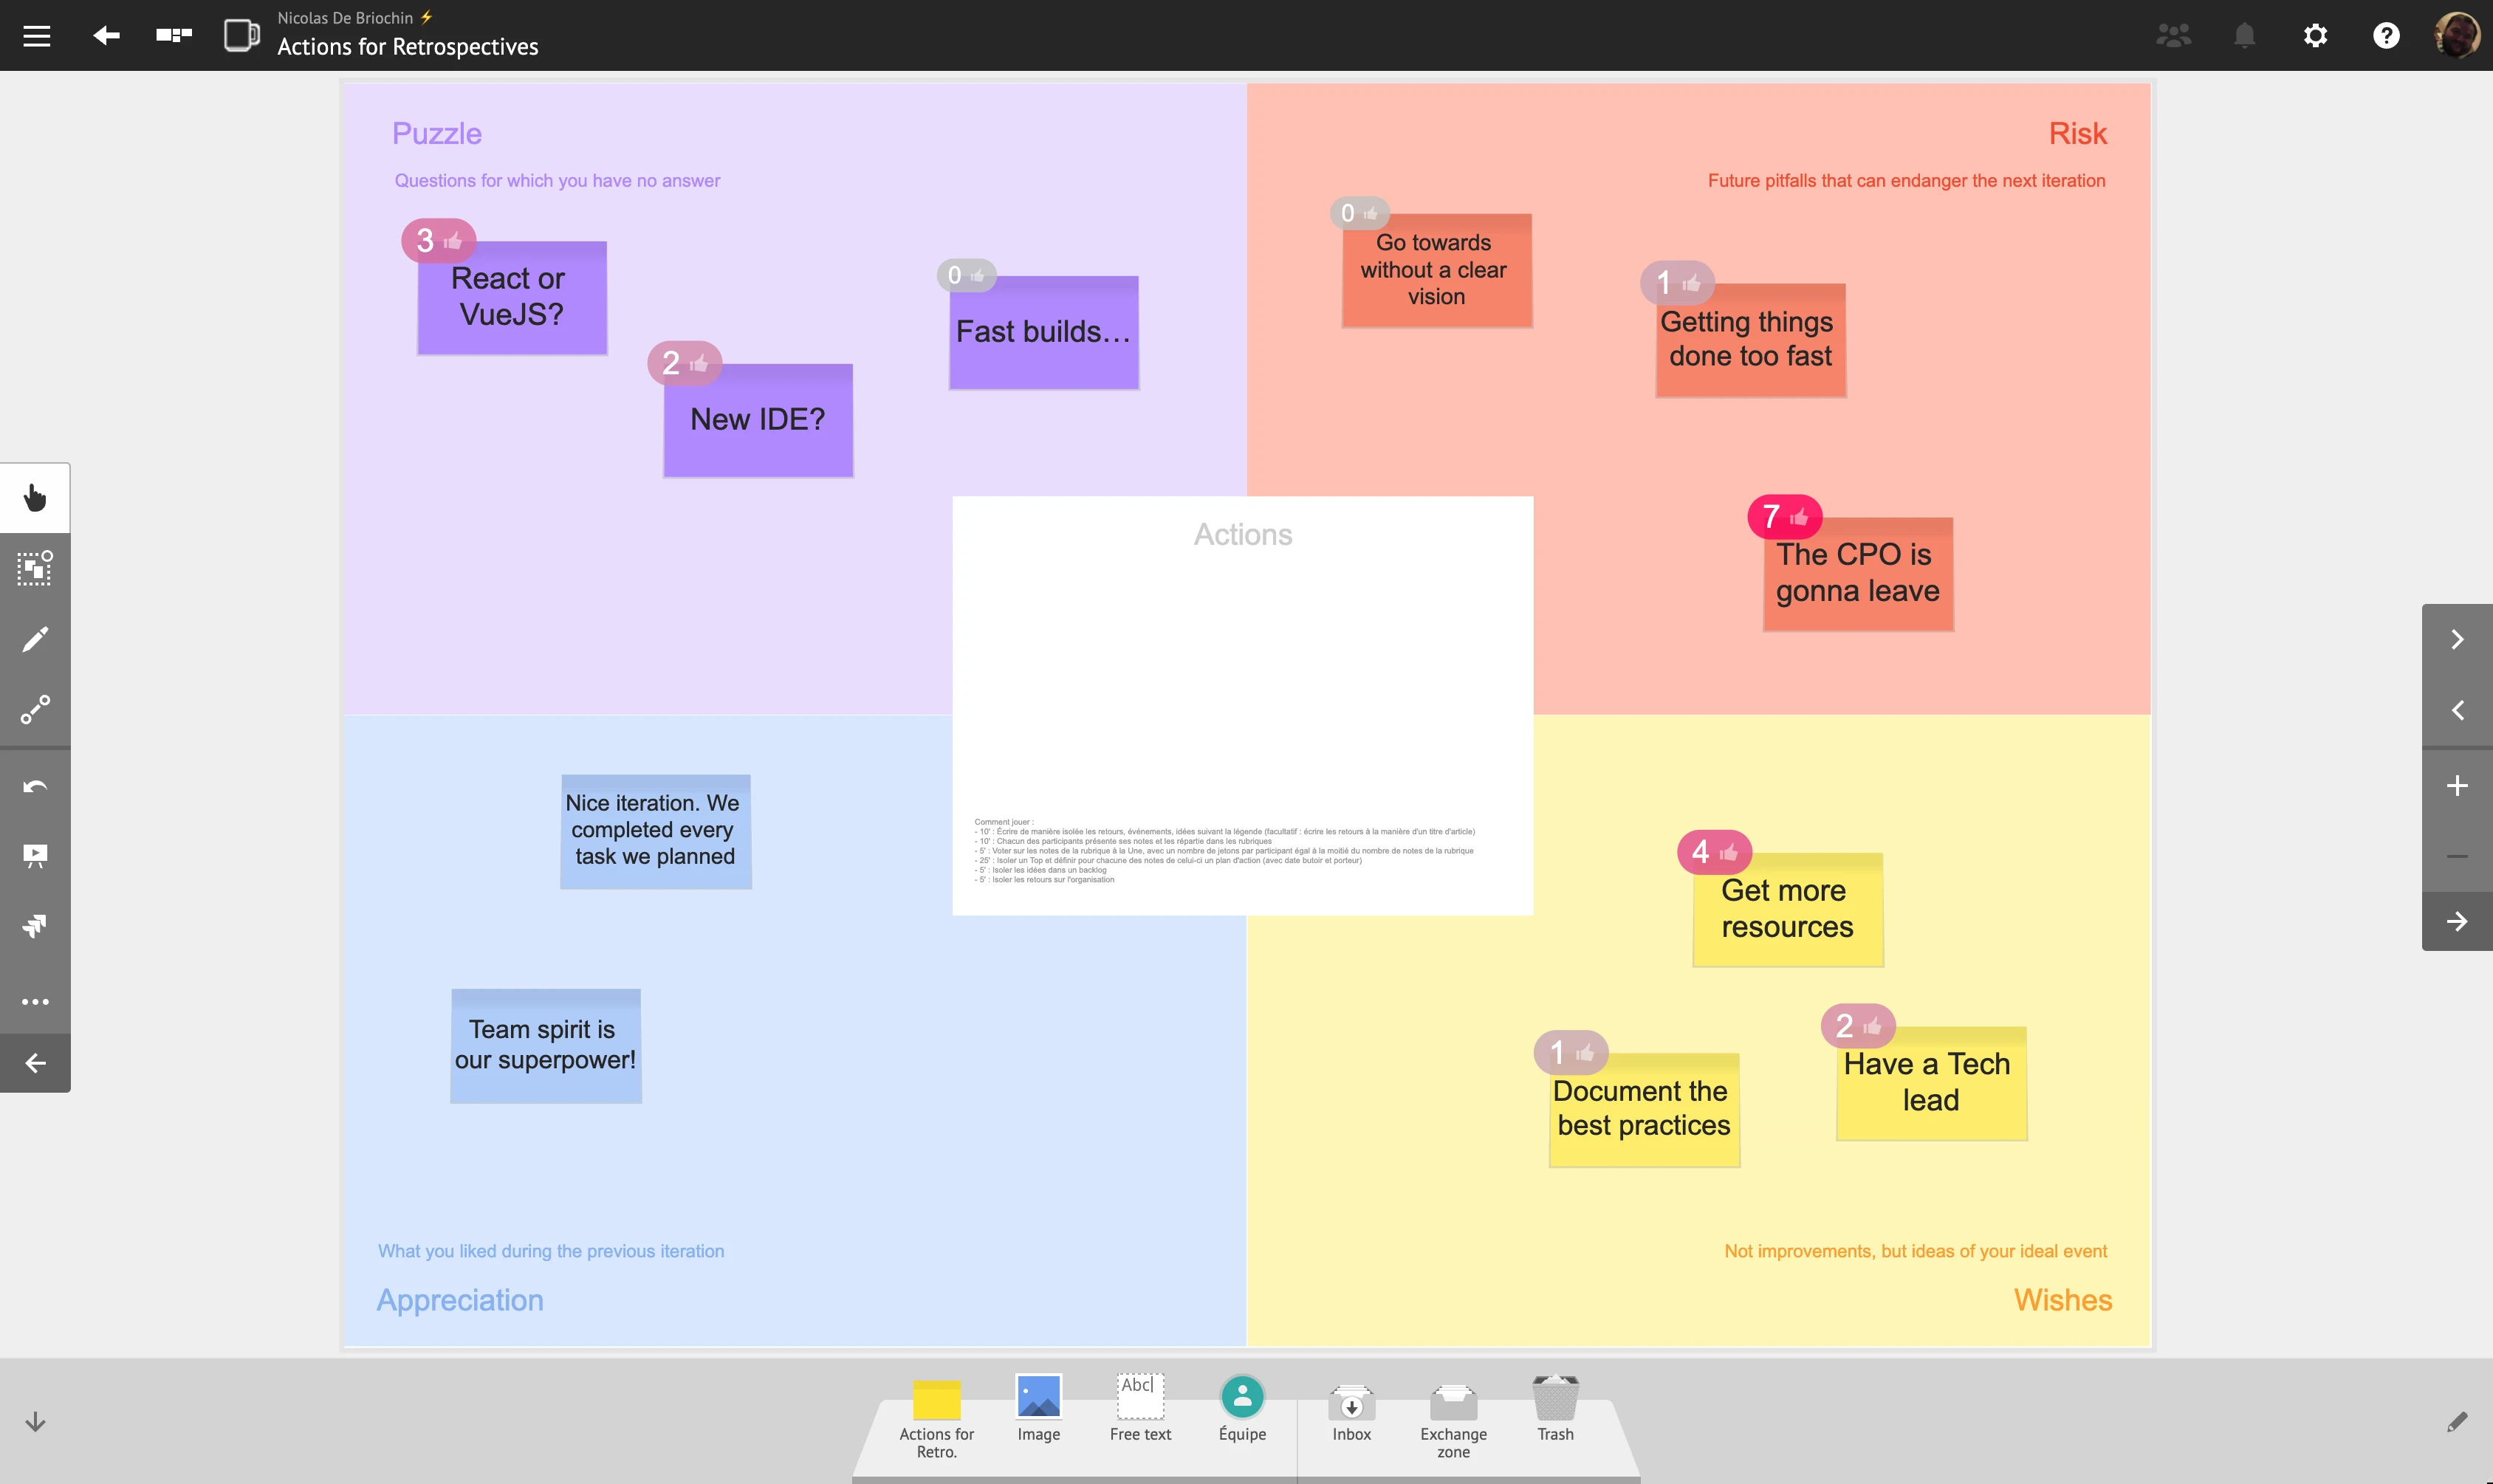 Nicolas De Briochin ⚡
Actions for Retrospectives
Puzzle
Questions for which you have no answer
3
React or
VueJS?
2
New IDE?
0
Fast builds...
Risk
Future pitfalls that can endanger the next iteration
0
Go towards
without a clear
vision
1
Getting things
done too fast
7
The CPO is
gonna leave
Actions
Comment jouer :
- 10' : Écrire de manière isolée les retours, événements, idées suivant la légende (facultatif : écrire les retours à la manière d'un titre d'article)
- 10' : Chacun des participants présente ses notes et les répartie dans les rubriques
- 5' : Voter sur les notes de la rubrique à la Une, avec un nombre de jetons par participant égal à la moitié du nombre de notes de la rubrique
- 25' : Isoler un Top et définir pour chacune des notes de celui-ci un plan d'action (avec date butoir et porteur)
- 5' : Isoler les idées dans un backlog
- 5' : Isoler les retours sur l'organisation
Nice iteration. We
completed every
task we planned
Team spirit is
our superpower!
What you liked during the previous iteration
Appreciation
4
Get more
resources
1
Document the
best practices
2
Have a Tech
lead
Not improvements, but ideas of your ideal event
Wishes
Actions for
Retro.
Image
Abc
Free text
Équipe
Inbox
Exchange
zone
Trash